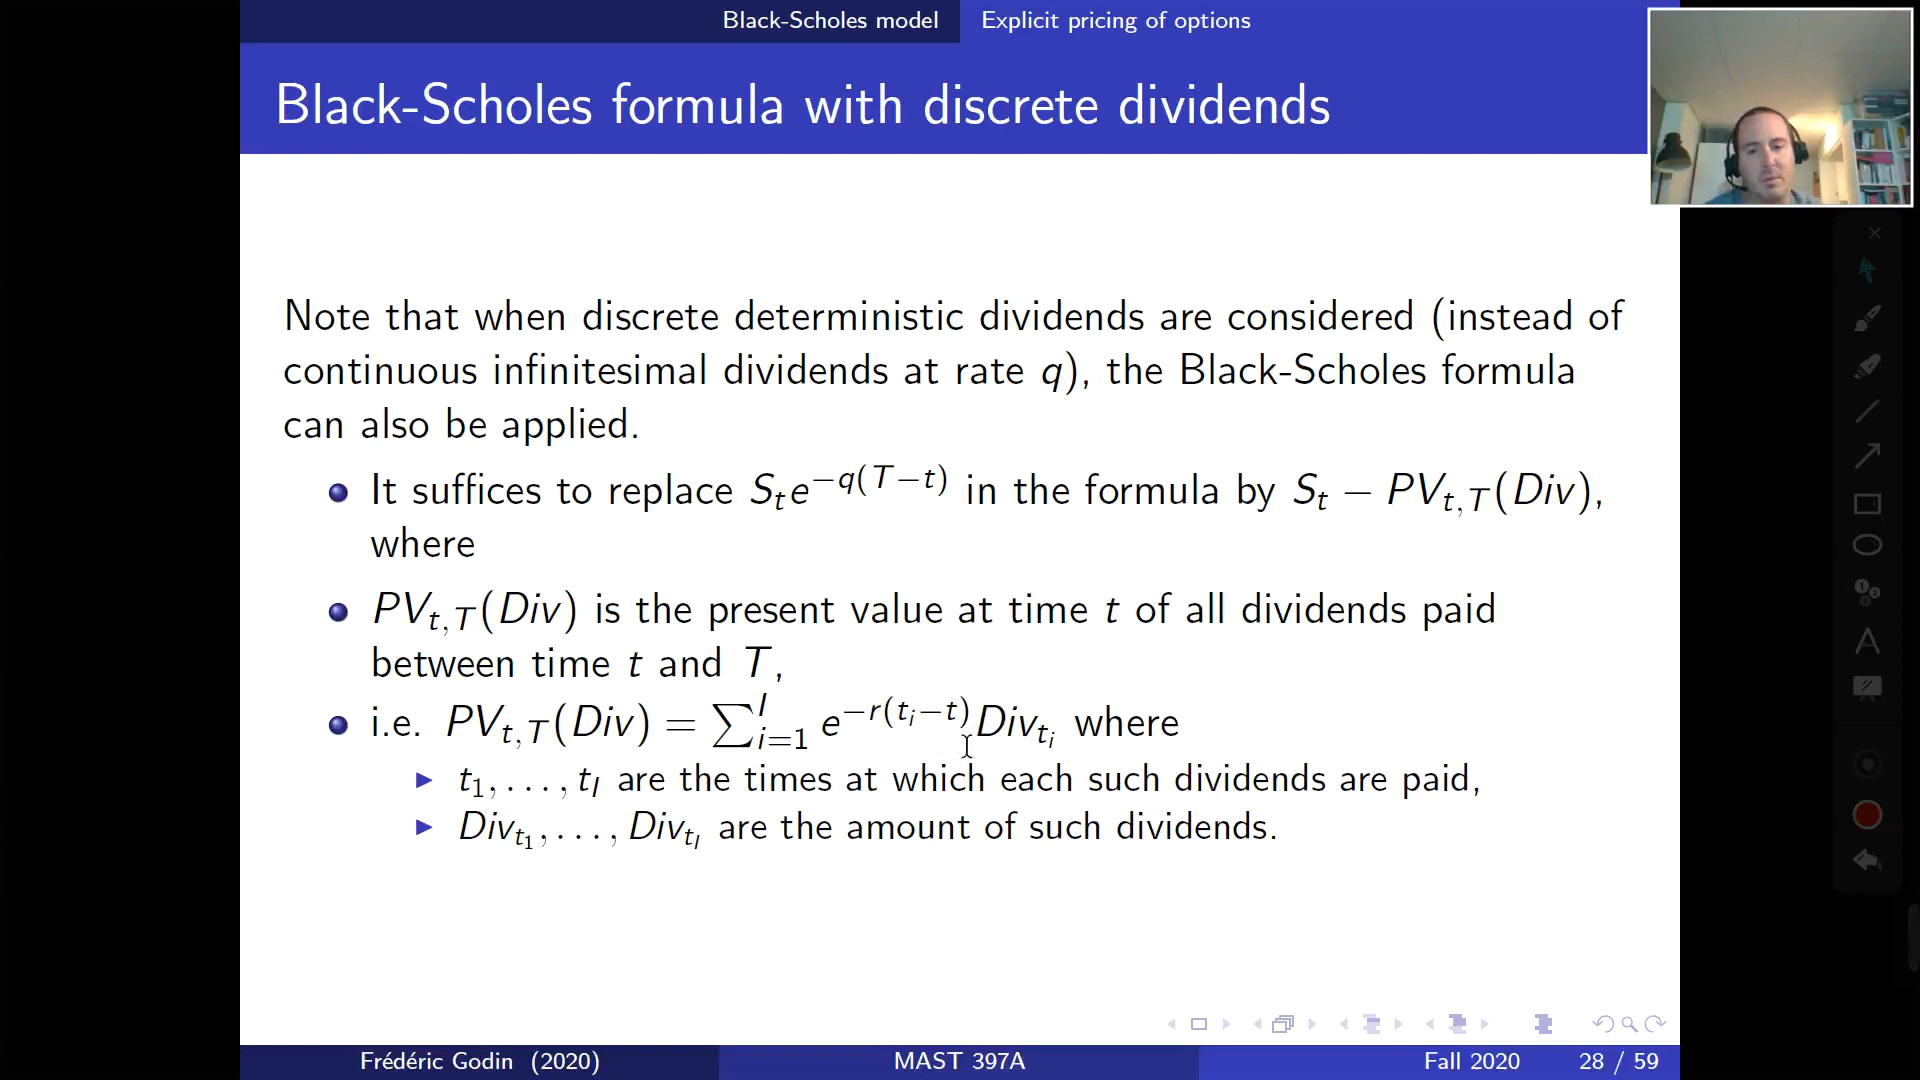 Black-Scholes model Explicit pricing of options
Black-Scholes formula with discrete dividends
Note that when discrete deterministic dividends are considered (instead of
continuous infinitesimal dividends at rate q), the Black-Scholes formula
can also be applied.
It suffices to replace S_t e^{-q(T-t)} in the formula by S_t − PV_{t,T}(Div),
where
PV_{t,T}(Div) is the present value at time t of all dividends paid
between time t and T,
i.e. PV_{t,T}(Div) = ∑_{i=1}^{I} e^{-r(t_i-t)} Div_{t_i} where
t_1, . . . , t_I are the times at which each such dividends are paid,
Div_{t_1}, . . . , Div_{t_I} are the amount of such dividends.
Frédéric Godin (2020) MAST 397A Fall 2020 28 / 59